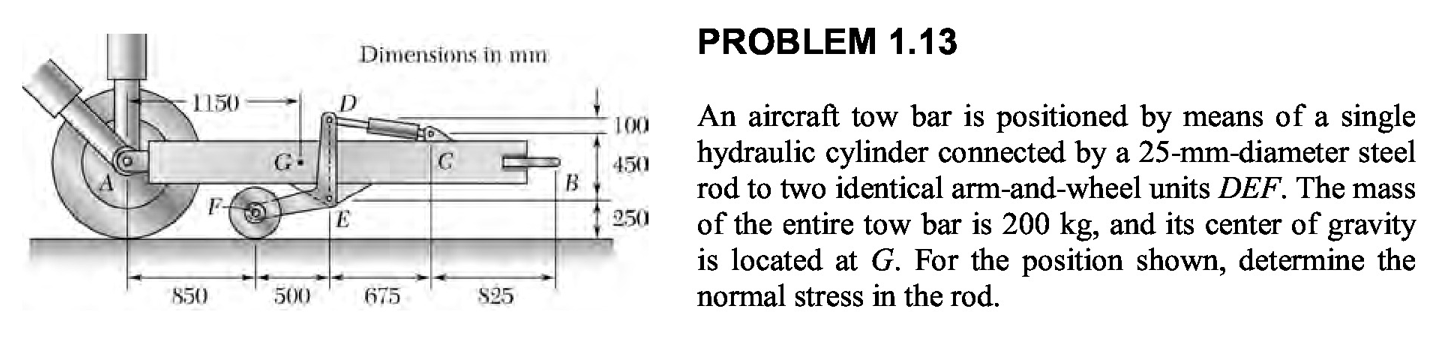 PROBLEM 1.13
Dimensions in mm
1150
D
100
G
C
450
A
B
F
E
250
850
500
675
825
An aircraft tow bar is positioned by means of a single
hydraulic cylinder connected by a 25-mm-diameter steel
rod to two identical arm-and-wheel units DEF. The mass
of the entire tow bar is 200 kg, and its center of gravity
is located at G. For the position shown, determine the
normal stress in the rod.